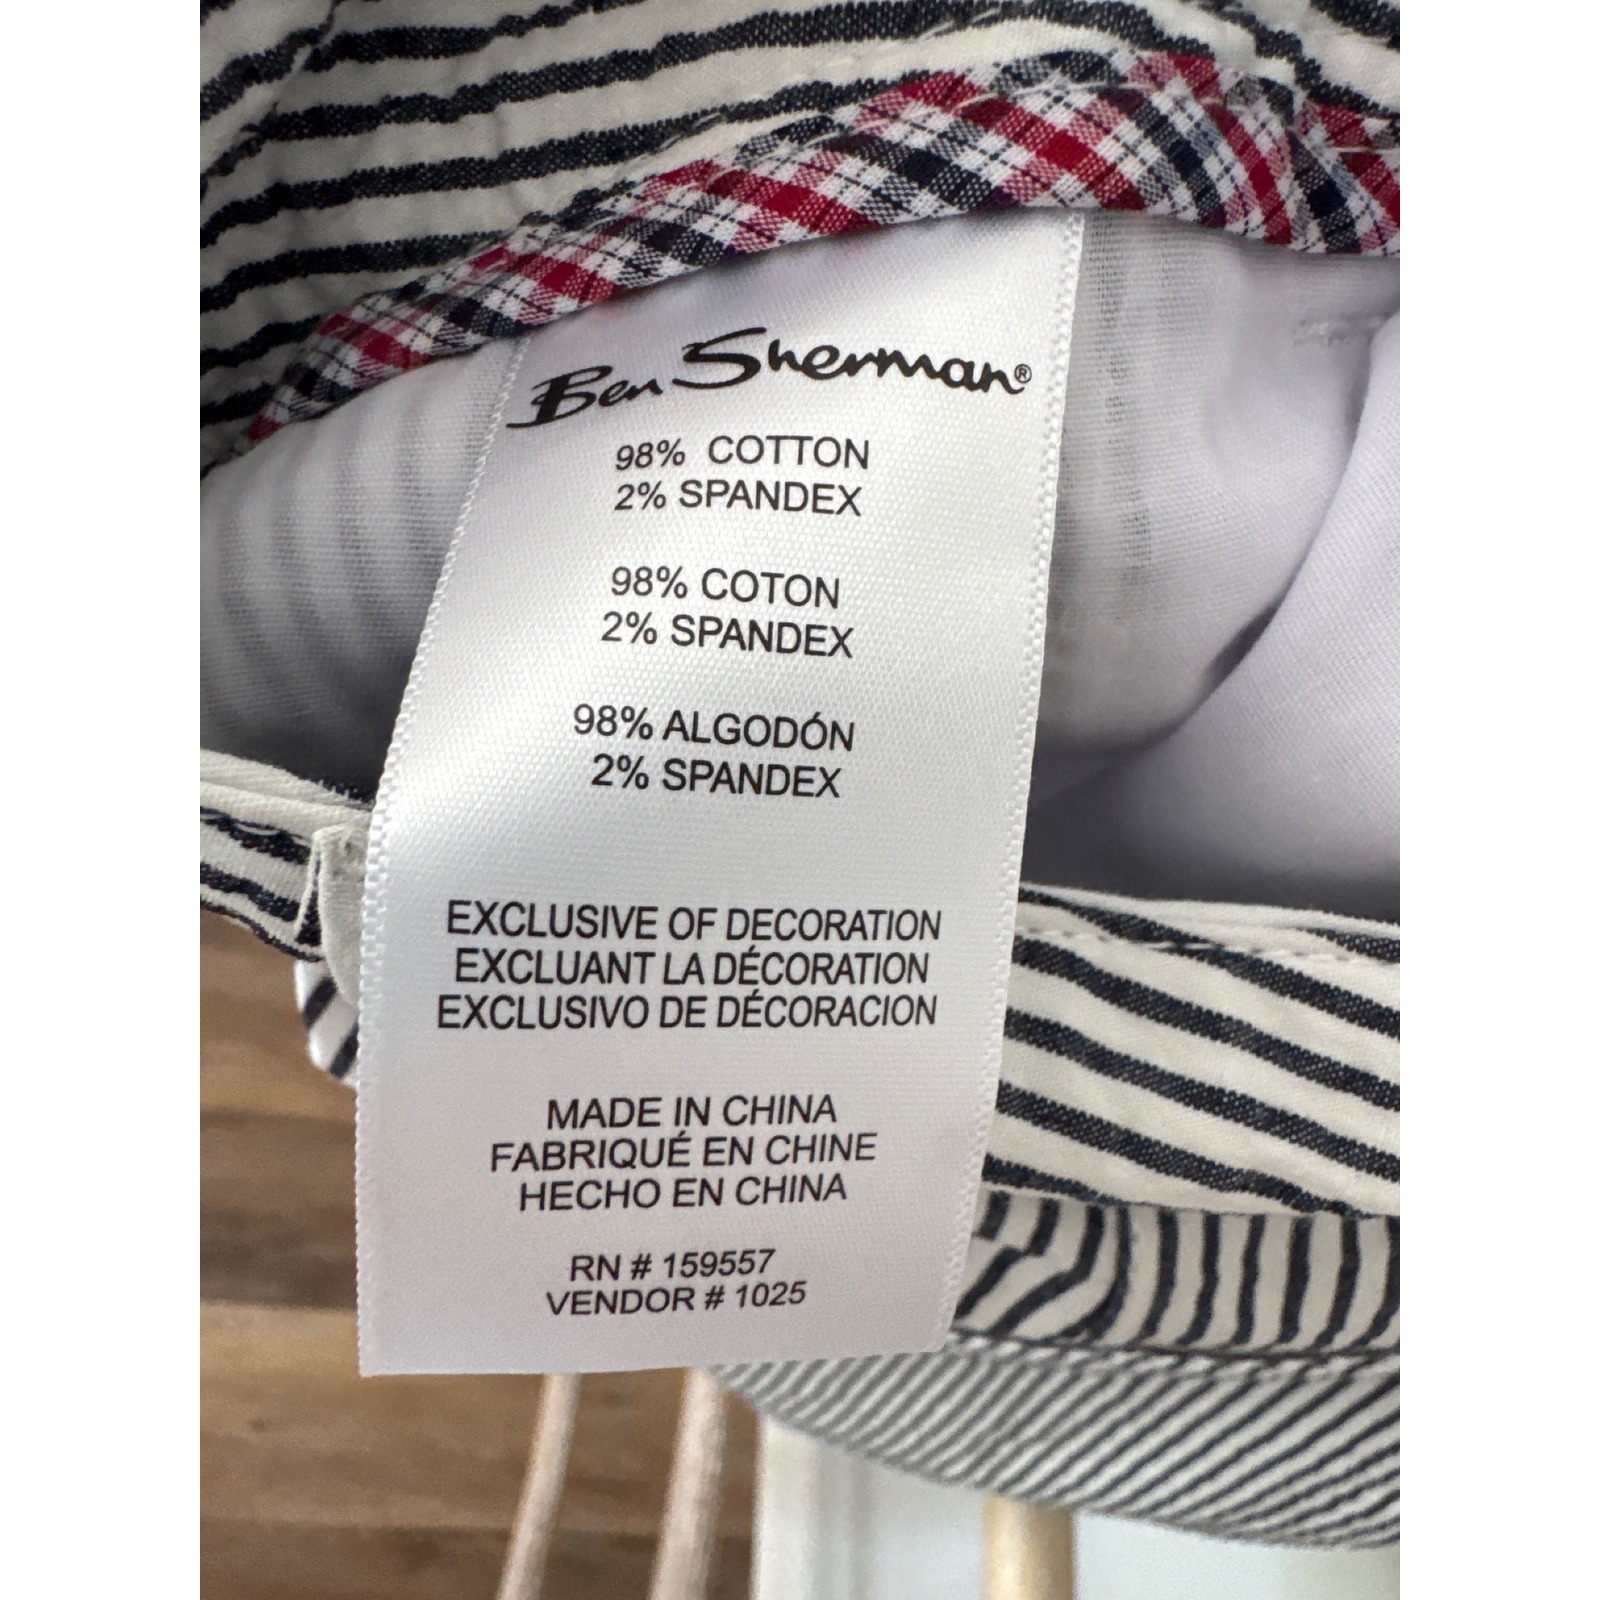 Ben Sherman®
98% COTTON
2% SPANDEX
98% COTON
2% SPANDEX
98% ALGODÓN
2% SPANDEX
EXCLUSIVE OF DECORATION
EXCLUANT LA DÉCORATION
EXCLUSIVO DE DÉCORACION
MADE IN CHINA
FABRIQUÉ EN CHINE
HECHO EN CHINA
RN # 159557
VENDOR # 1025